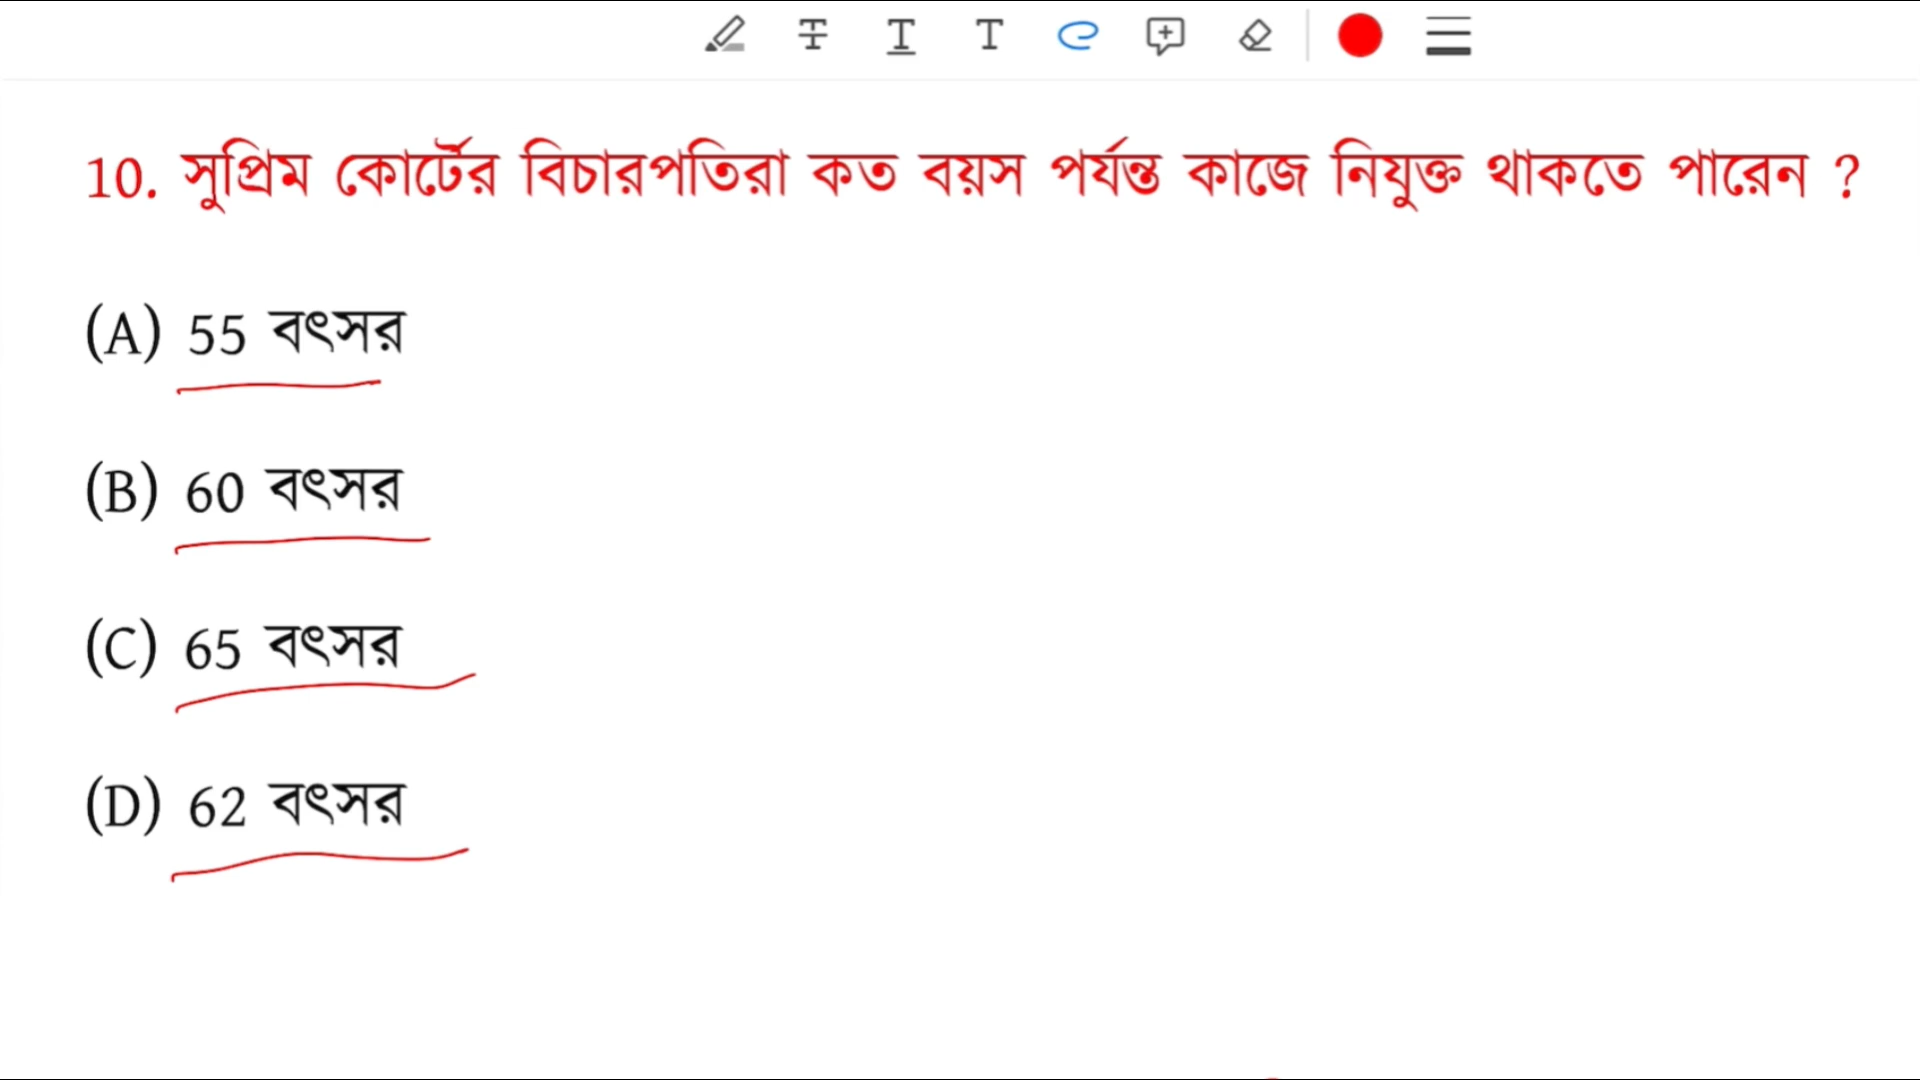 10. সুপ্রিম কোর্টের বিচারপতিরা কত বয়স পর্যন্ত কাজে নিযুক্ত থাকতে পারেন ?
(A) 55 বৎসর
(B) 60 বৎসর
(C) 65 বৎসর
(D) 62 বৎসর